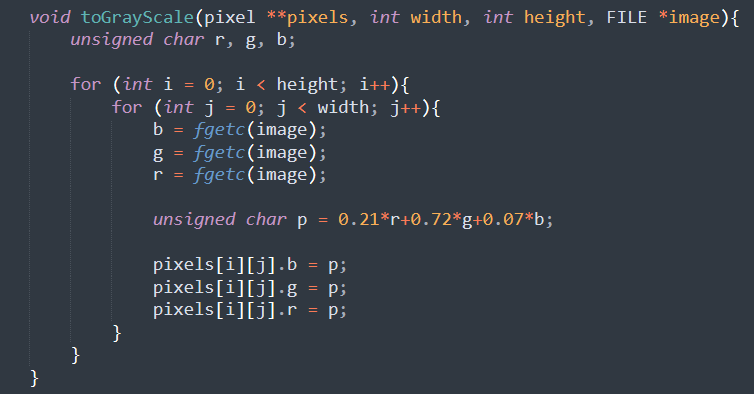 void toGrayScale(pixel **pixels, int width, int height, FILE *image){
    unsigned char r, g, b;

    for (int i = 0; i < height; i++){
        for (int j = 0; j < width; j++){
            b = fgetc(image);
            g = fgetc(image);
            r = fgetc(image);

            unsigned char p = 0.21*r+0.72*g+0.07*b;

            pixels[i][j].b = p;
            pixels[i][j].g = p;
            pixels[i][j].r = p;
        }
    }
}